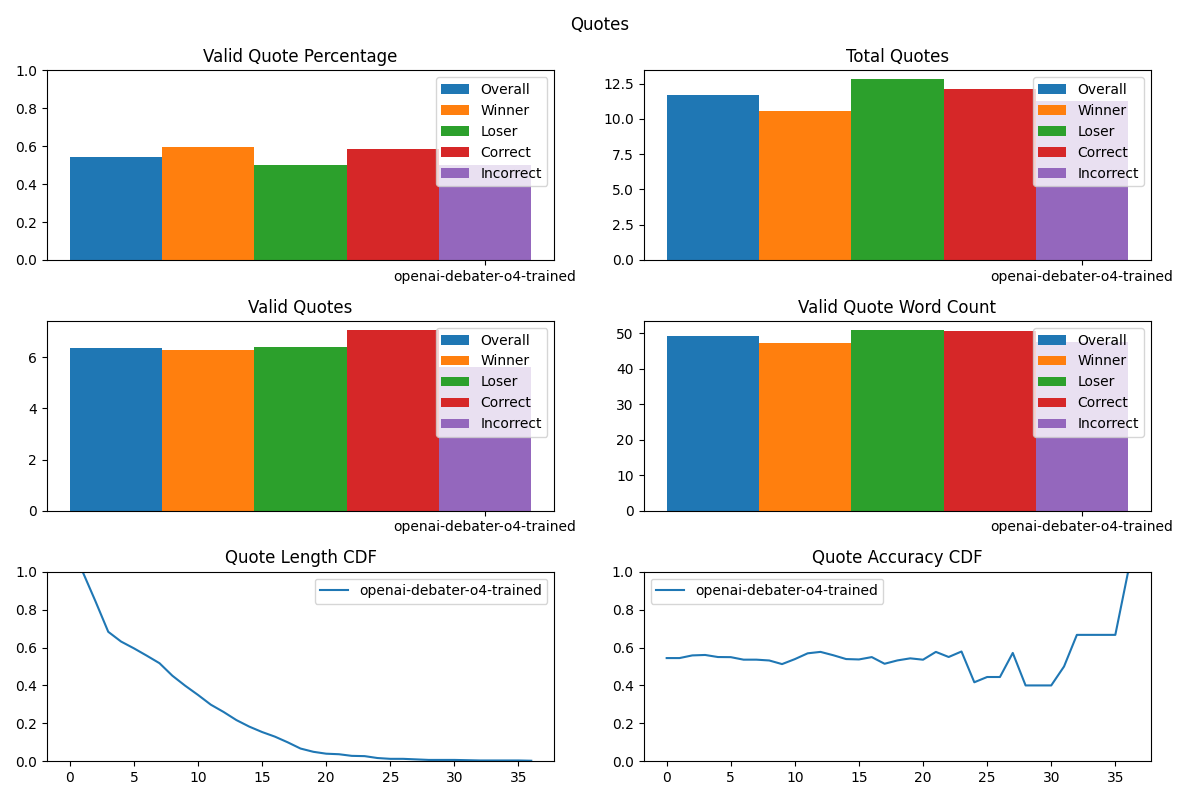 Quotes
Valid Quote Percentage
1.0
0.8
0.6
0.4
0.2
0.0
Overall
Winner
Loser
Correct
Incorrect
openai-debater-o4-trained
Total Quotes
12.5
10.0
7.5
5.0
2.5
0.0
Overall
Winner
Loser
Correct
Incorrect
openai-debater-o4-trained
Valid Quotes
6
4
2
0
Overall
Winner
Loser
Correct
Incorrect
openai-debater-o4-trained
Valid Quote Word Count
50
40
30
20
10
0
Overall
Winner
Loser
Correct
Incorrect
openai-debater-o4-trained
Quote Length CDF
1.0
0.8
0.6
0.4
0.2
0.0
openai-debater-o4-trained
0 5 10 15 20 25 30 35
Quote Accuracy CDF
1.0
0.8
0.6
0.4
0.2
0.0
openai-debater-o4-trained
0 5 10 15 20 25 30 35